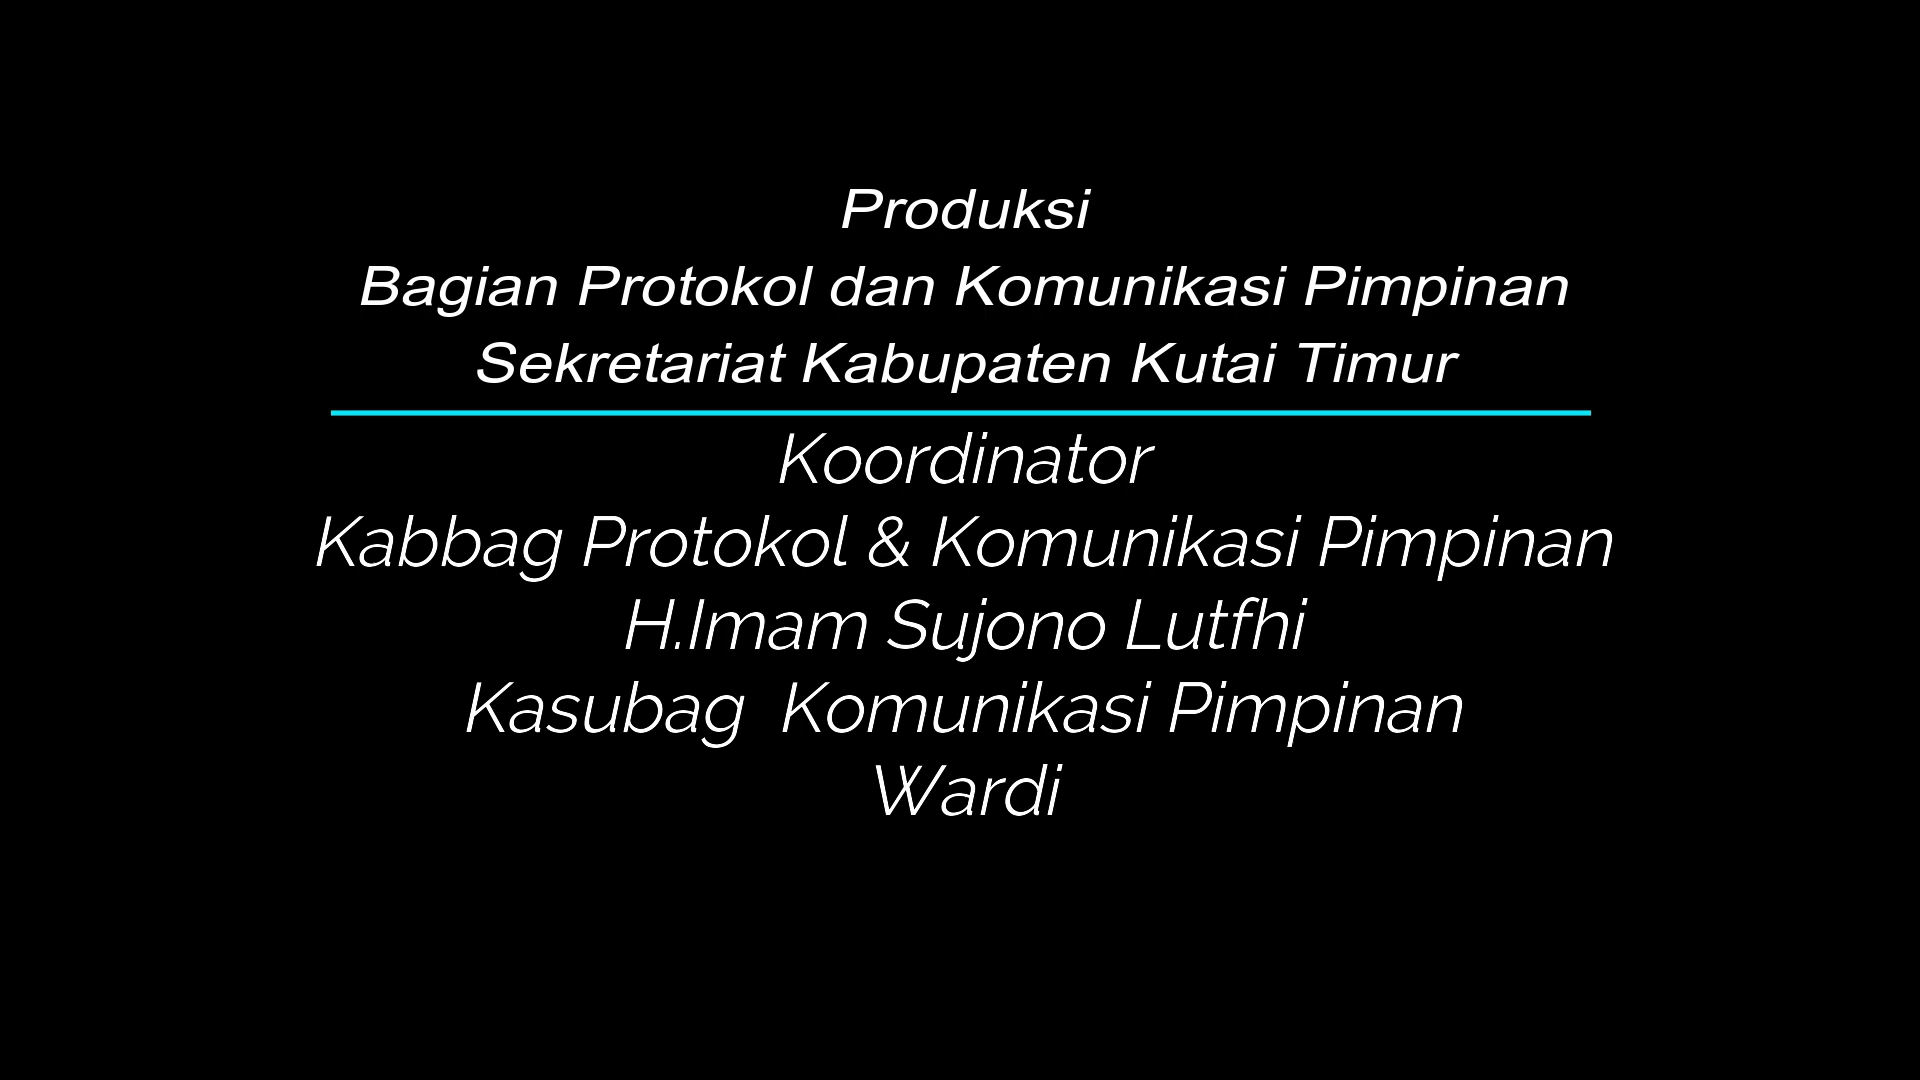 Produksi
Bagian Protokol dan Komunikasi Pimpinan
Sekretariat Kabupaten Kutai Timur
Koordinator
Kabbag Protokol & Komunikasi Pimpinan
H.Imam Sujono Lutfhi
Kasubag  Komunikasi Pimpinan
Wardi